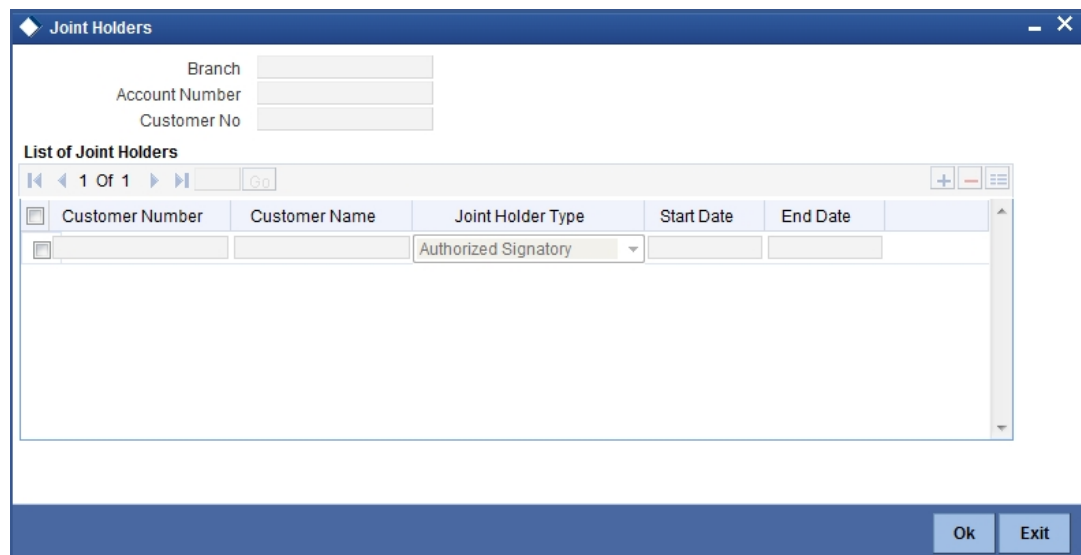 Joint Holders
Branch
Account Number
Customer No
List of Joint Holders
1 Of 1 Go
Customer Number Customer Name Joint Holder Type Start Date End Date
Authorized Signatory
Ok Exit